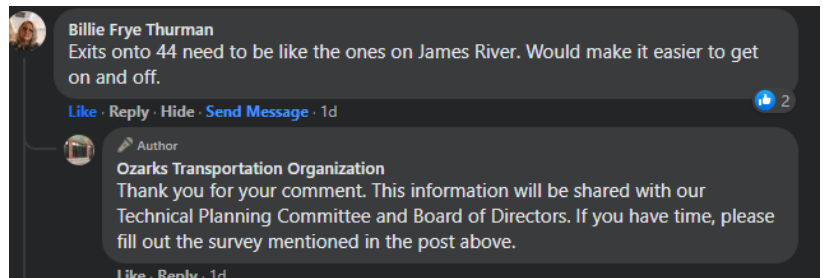 Billie Frye Thurman
Exits onto 44 need to be like the ones on James River. Would make it easier to get
on and off.
Like · Reply · Hide · Send Message · 1d
2
Author
Ozarks Transportation Organization
Thank you for your comment. This information will be shared with our
Technical Planning Committee and Board of Directors. If you have time, please
fill out the survey mentioned in the post above.
Like · Reply · 1d